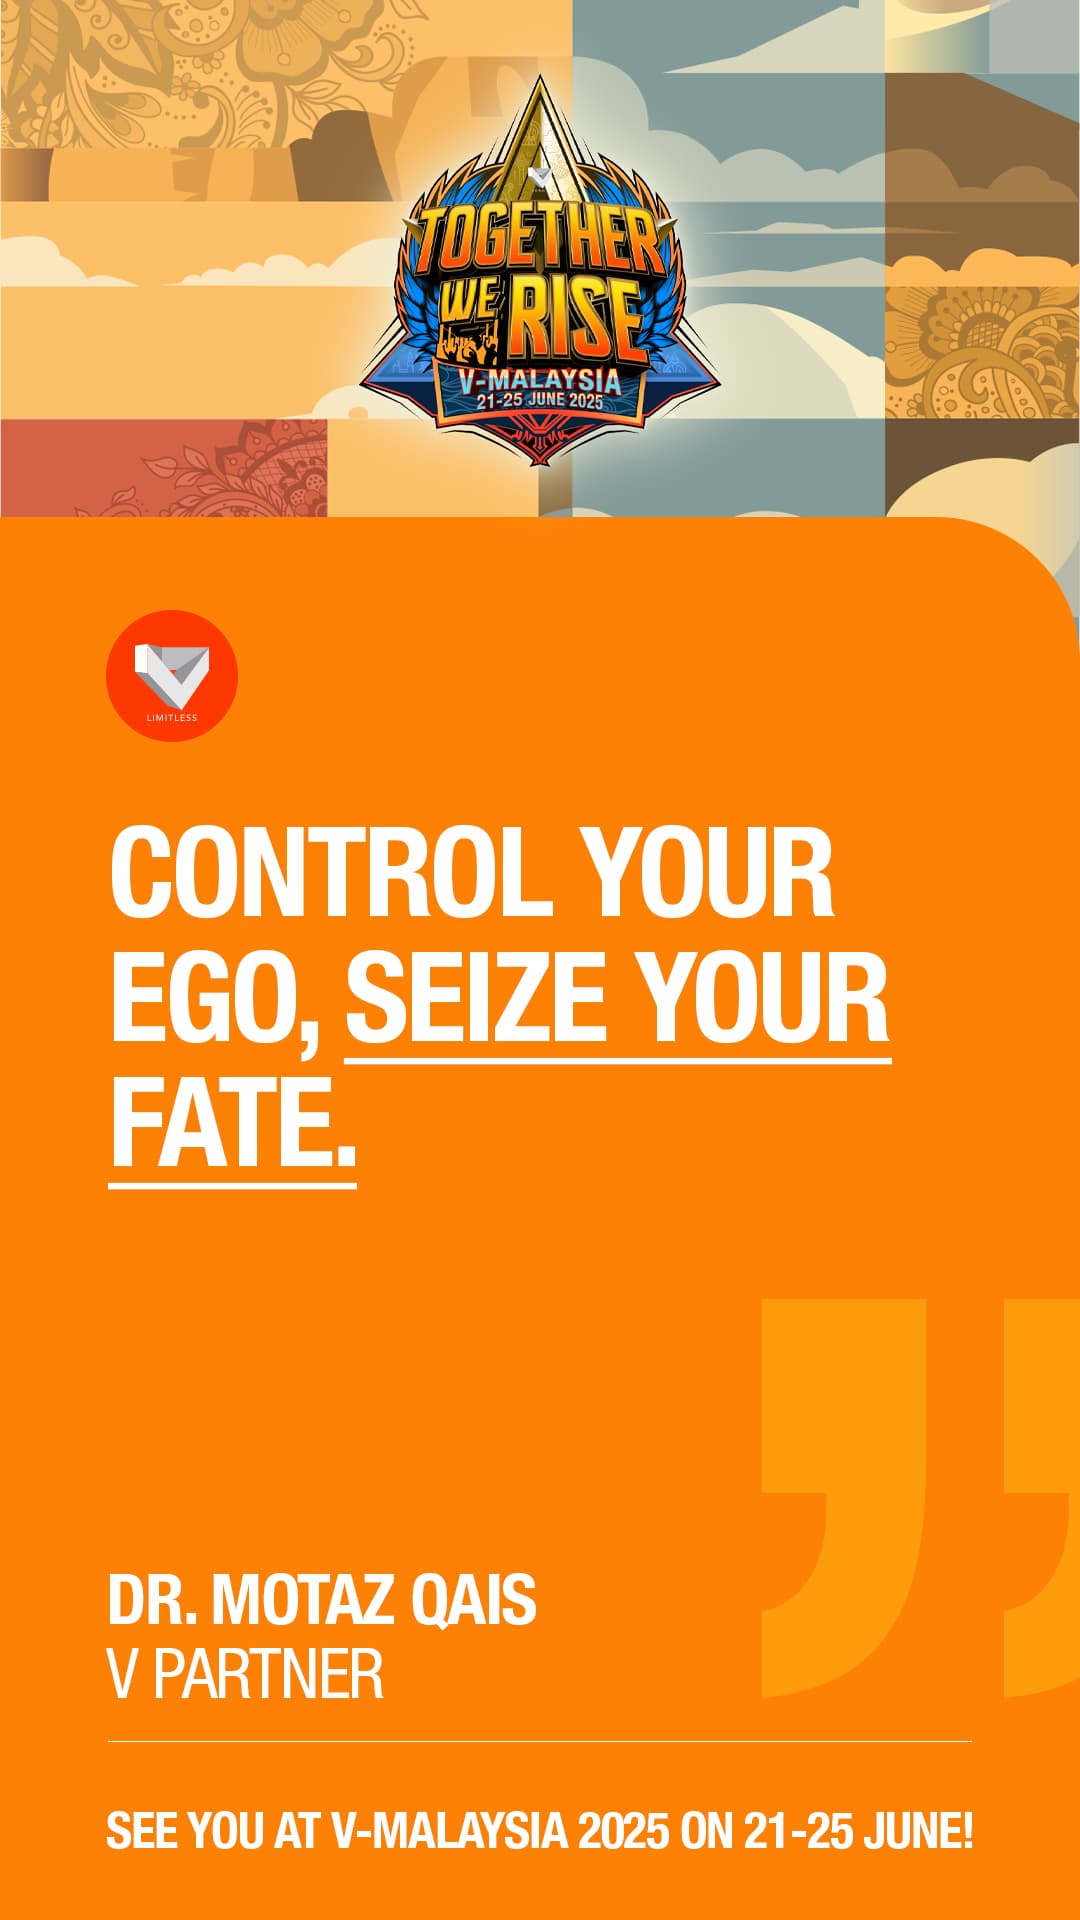 TOGETHER
WE RISE
V-MALAYSIA
21-25 JUNE 2025
LIMITLESS
CONTROL YOUR
EGO, SEIZE YOUR
FATE.
”
DR. MOTAZ QAIS
V PARTNER
SEE YOU AT V-MALAYSIA 2025 ON 21-25 JUNE!